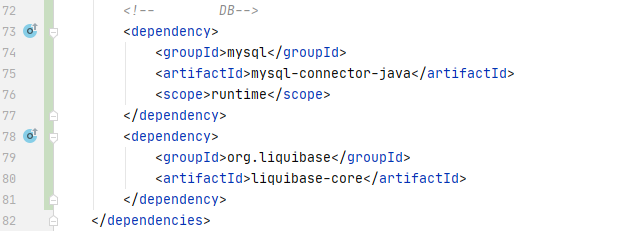 72 <!--        DB-->
73 <dependency>
74 <groupId>mysql</groupId>
75 <artifactId>mysql-connector-java</artifactId>
76 <scope>runtime</scope>
77 </dependency>
78 <dependency>
79 <groupId>org.liquibase</groupId>
80 <artifactId>liquibase-core</artifactId>
81 </dependency>
82 </dependencies>